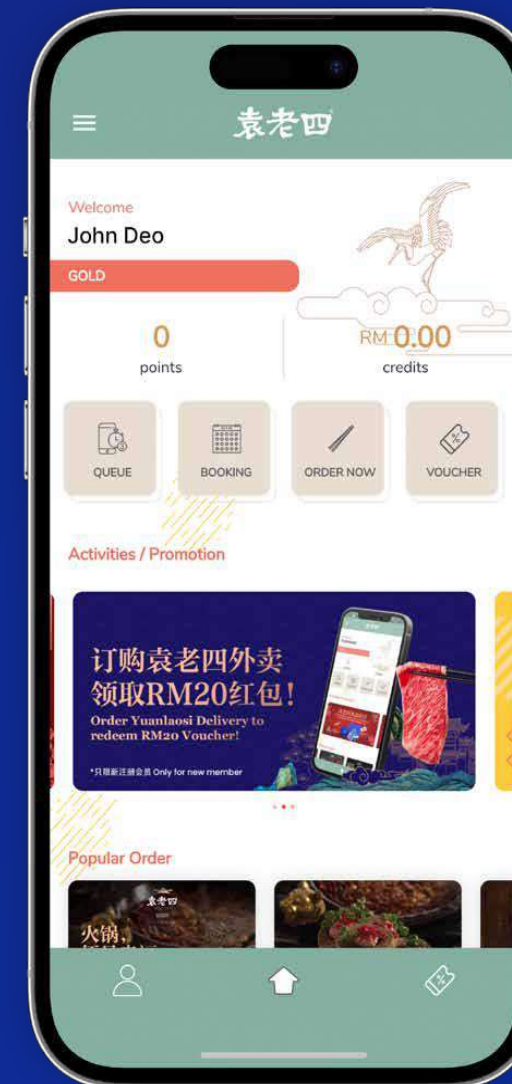 袁老四
Welcome
John Deo
GOLD
0
points
RM 0.00
credits
QUEUE
BOOKING
ORDER NOW
VOUCHER
Activities / Promotion
订购袁老四外卖
领取RM20红包!
Order Yuanlaosi Delivery to
redeem RM20 Voucher!
*只限新注册会员 Only for new member
Popular Order
袁老四
火锅,